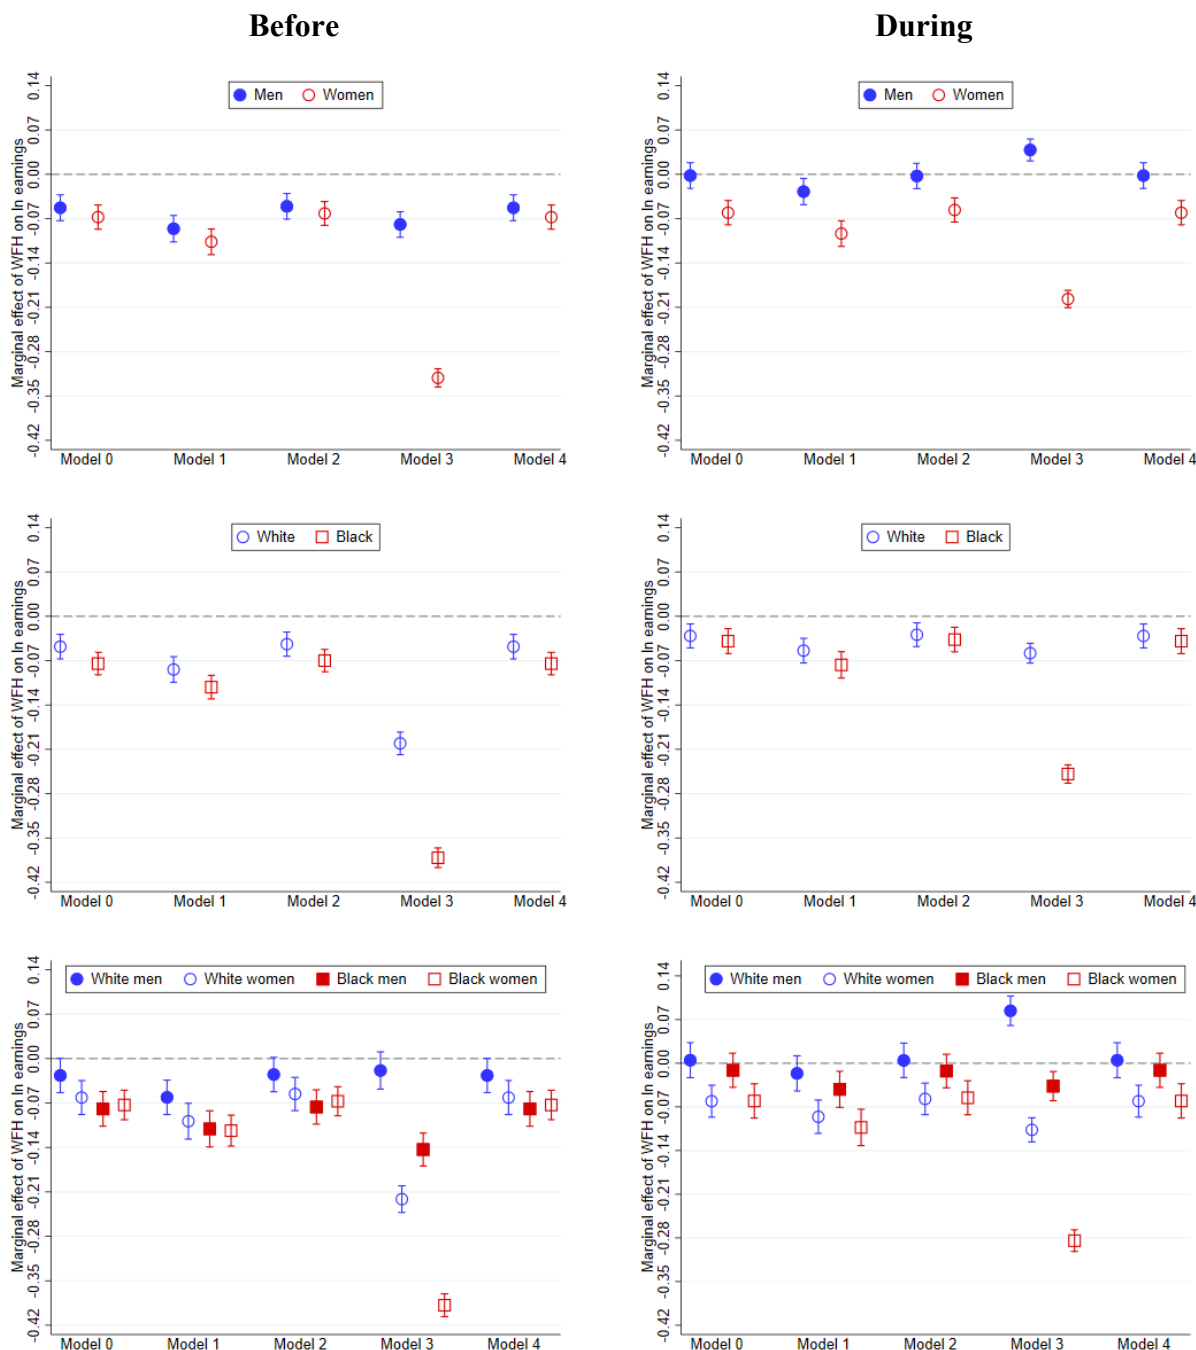 Before
During
Men Women
Marginal effect of WFH on ln earnings
0.14
0.07
0.00
-0.07
-0.14
-0.21
-0.28
-0.35
-0.42
Model 0 Model 1 Model 2 Model 3 Model 4
Men Women
Marginal effect of WFH on ln earnings
0.14
0.07
0.00
-0.07
-0.14
-0.21
-0.28
-0.35
-0.42
Model 0 Model 1 Model 2 Model 3 Model 4
White Black
Marginal effect of WFH on ln earnings
0.14
0.07
0.00
-0.07
-0.14
-0.21
-0.28
-0.35
-0.42
Model 0 Model 1 Model 2 Model 3 Model 4
White Black
Marginal effect of WFH on ln earnings
0.14
0.07
0.00
-0.07
-0.14
-0.21
-0.28
-0.35
-0.42
Model 0 Model 1 Model 2 Model 3 Model 4
White men White women Black men Black women
Marginal effect of WFH on ln earnings
0.14
0.07
0.00
-0.07
-0.14
-0.21
-0.28
-0.35
-0.42
Model 0 Model 1 Model 2 Model 3 Model 4
White men White women Black men Black women
Marginal effect of WFH on ln earnings
0.14
0.07
0.00
-0.07
-0.14
-0.21
-0.28
-0.35
-0.42
Model 0 Model 1 Model 2 Model 3 Model 4